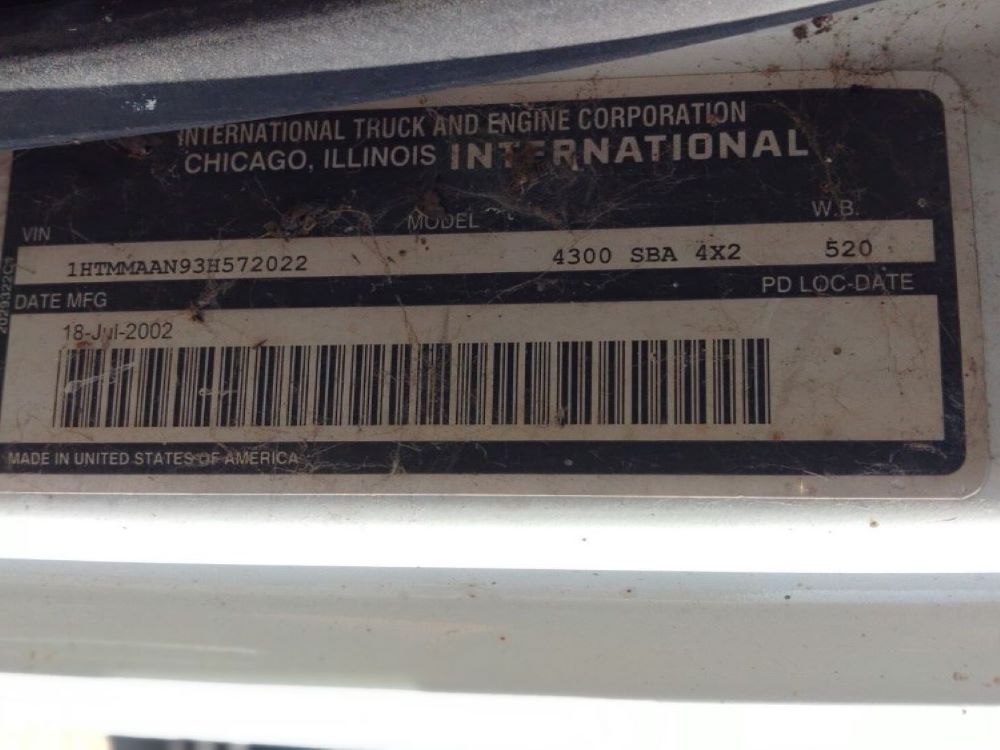 INTERNATIONAL TRUCK AND ENGINE CORPORATION
CHICAGO, ILLINOIS INTERNATIONAL
VIN MODEL W.B.
1HTMMAAN93H572022 4300 SBA 4X2 520
DATE MFG PD LOC-DATE
18-Jul-2002
MADE IN UNITED STATES OF AMERICA